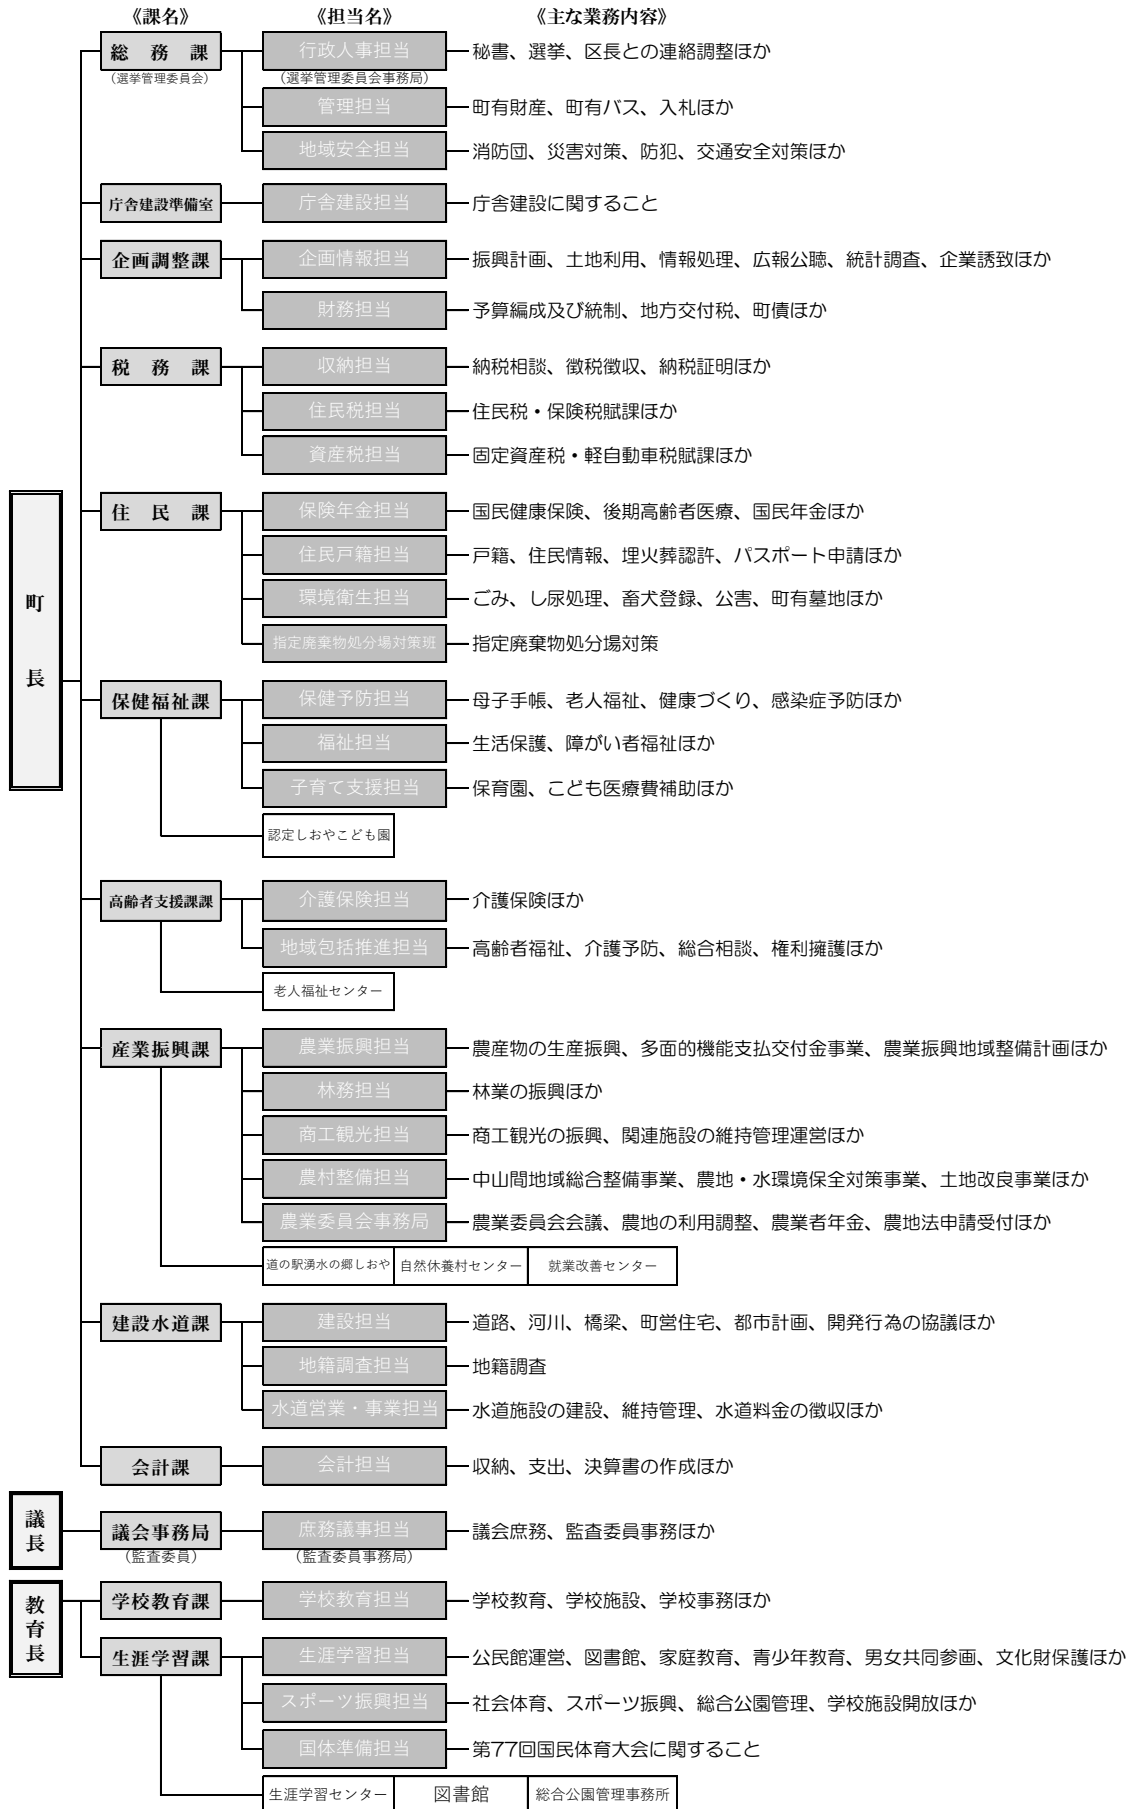 《課名》 《担当名》 《主な業務内容》
総務課 行政人事担当 秘書、選挙、区長との連絡調整ほか
(選挙管理委員会) (選挙管理委員会事務局)
管理担当 町有財産、町有バス、入札ほか
地域安全担当 消防団、災害対策、防犯、交通安全対策ほか
庁舎建設準備室 庁舎建設担当 庁舎建設に関すること
企画調整課 企画情報担当 振興計画、土地利用、情報処理、広報公聴、統計調査、企業誘致ほか
財務担当 予算編成及び統制、地方交付税、町債ほか
税務課 収納担当 納税相談、徴税徴収、納税証明ほか
住民税担当 住民税・保険税賦課ほか
資産税担当 固定資産税・軽自動車税賦課ほか
町長
住民課 保険年金担当 国民健康保険、後期高齢者医療、国民年金ほか
住民戸籍担当 戸籍、住民情報、埋火葬認許、パスポート申請ほか
環境衛生担当 ごみ、し尿処理、畜犬登録、公害、町有墓地ほか
指定廃棄物処分場対策班 指定廃棄物処分場対策
保健福祉課 保健予防担当 母子手帳、老人福祉、健康づくり、感染症予防ほか
福祉担当 生活保護、障がい者福祉ほか
子育て支援担当 保育園、こども医療費補助ほか
認定しおやこども園
高齢者支援課課 介護保険担当 介護保険ほか
地域包括推進担当 高齢者福祉、介護予防、総合相談、権利擁護ほか
老人福祉センター
産業振興課 農業振興担当 農産物の生産振興、多面的機能支払交付金事業、農業振興地域整備計画ほか
林務担当 林業の振興ほか
商工観光担当 商工観光の振興、関連施設の維持管理運営ほか
農村整備担当 中山間地域総合整備事業、農地・水環境保全対策事業、土地改良事業ほか
農業委員会事務局 農業委員会会議、農地の利用調整、農業者年金、農地法申請受付ほか
道の駅湧水の郷しおや 自然休養村センター 就業改善センター
建設水道課 建設担当 道路、河川、橋梁、町営住宅、都市計画、開発行為の協議ほか
地籍調査担当 地籍調査
水道営業・事業担当 水道施設の建設、維持管理、水道料金の徴収ほか
会計課 会計担当 収納、支出、決算書の作成ほか
議長
議会事務局 庶務議事担当 議会庶務、監査委員事務ほか
(監査委員) (監査委員事務局)
教育長
学校教育課 学校教育担当 学校教育、学校施設、学校事務ほか
生涯学習課 生涯学習担当 公民館運営、図書館、家庭教育、青少年教育、男女共同参画、文化財保護ほか
スポーツ振興担当 社会体育、スポーツ振興、総合公園管理、学校施設開放ほか
国体準備担当 第77回国民体育大会に関すること
生涯学習センター 図書館 総合公園管理事務所